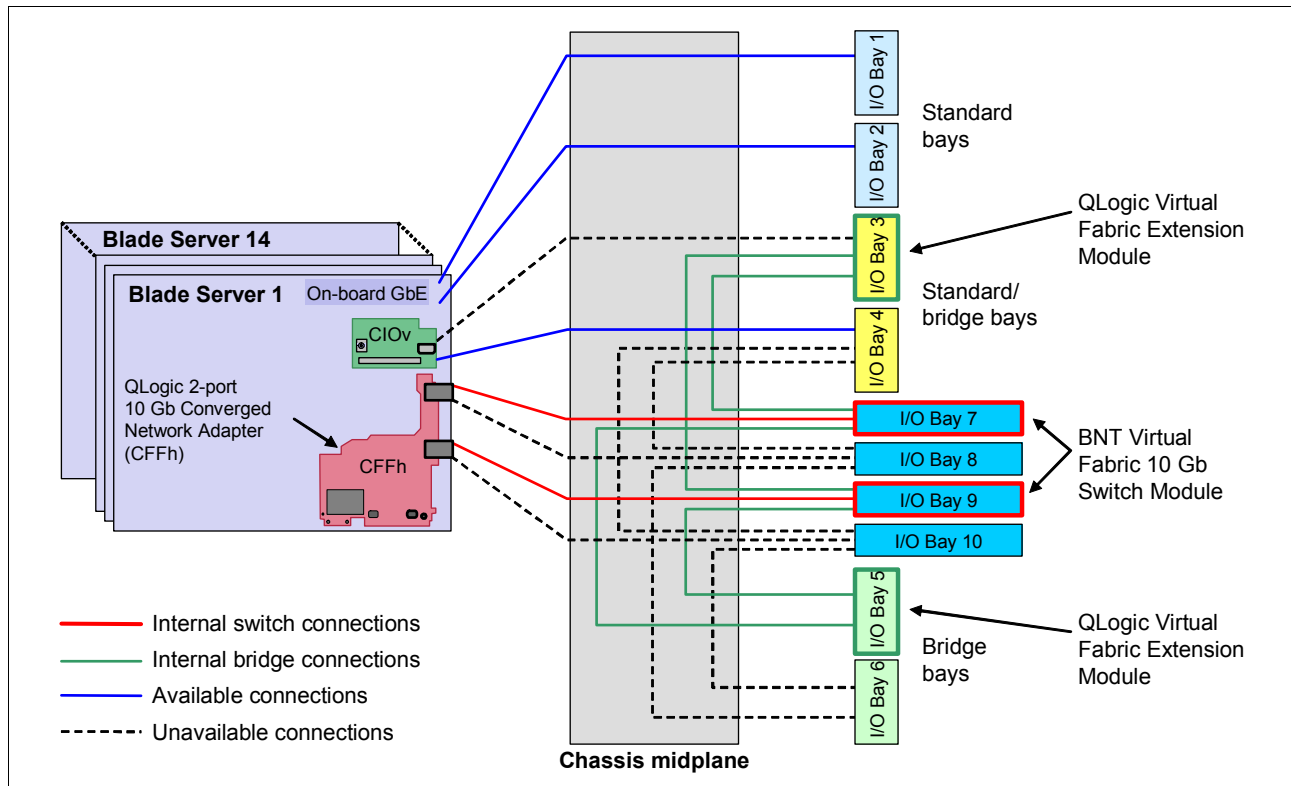 Blade Server 14
Blade Server 1
On-board GbE
CIOv
QLogic 2-port
10 Gb Converged
Network Adapter
(CFFh)
CFFh
Internal switch connections
Internal bridge connections
Available connections
Unavailable connections
Chassis midplane
I/O Bay 1
I/O Bay 2
Standard
bays
I/O Bay 3
I/O Bay 4
Standard/
bridge bays
QLogic Virtual
Fabric Extension
Module
I/O Bay 7
I/O Bay 8
I/O Bay 9
I/O Bay 10
BNT Virtual
Fabric 10 Gb
Switch Module
I/O Bay 5
I/O Bay 6
Bridge
bays
QLogic Virtual
Fabric Extension
Module